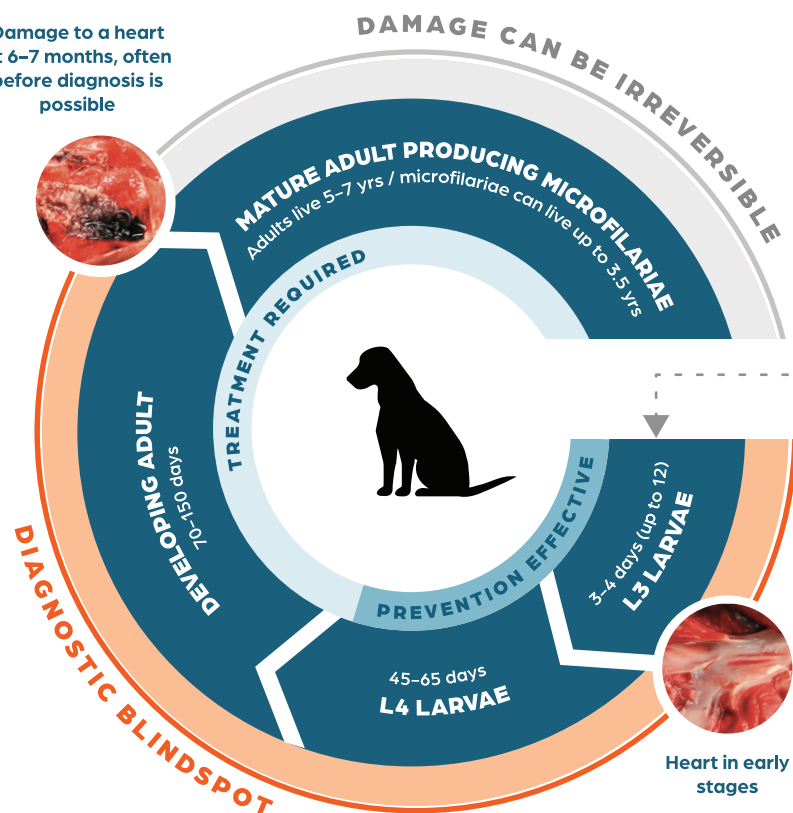 amage to a heart
t 6–7 months, often
efore diagnosis is
possible
DAMAGE CAN BE IRREVERSIBLE
MATURE ADULT PRODUCING MICROFILARIAE
Adults live 5-7 yrs / microfilariae can live up to 3.5 yrs
TREATMENT REQUIRED
DEVELOPING ADULT
70-150 days
PREVENTION EFFECTIVE
3-4 days (up to 12)
L3 LARVAE
45-65 days
L4 LARVAE
DIAGNOSTIC BLINDSPOT
Heart in early
stages